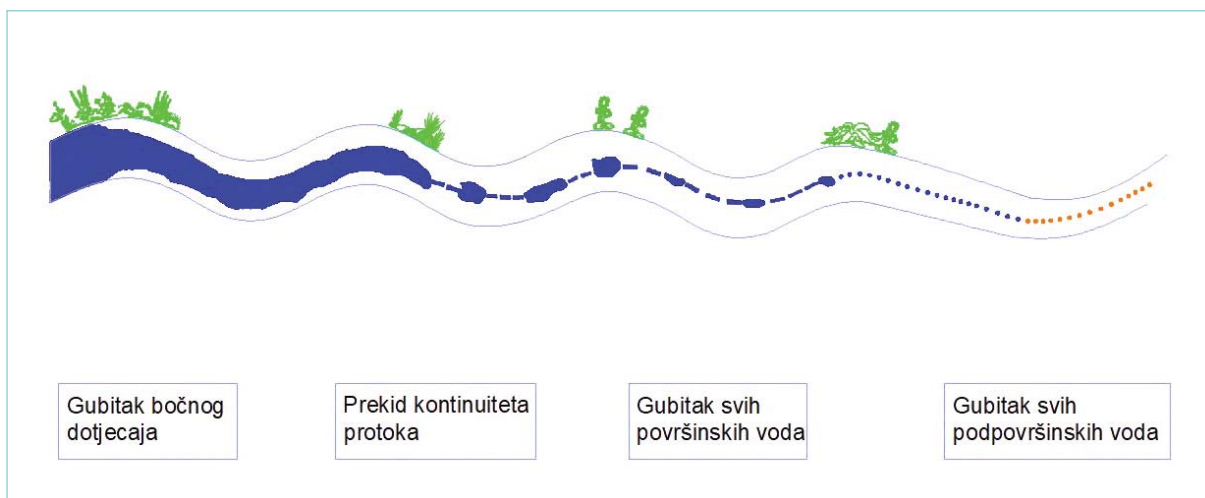 Gubitak bočnog
dotjecaja
Prekid kontinuiteta
protoka
Gubitak svih
površinskih voda
Gubitak svih
podpovršinskih voda